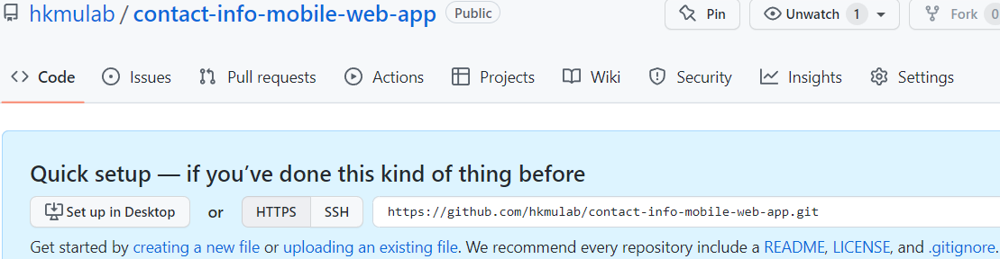 hkmulab / contact-info-mobile-web-app Public Pin Unwatch 1 Fork 0
Code Issues Pull requests Actions Projects Wiki Security Insights Settings
Quick setup — if you’ve done this kind of thing before
Set up in Desktop or HTTPS SSH https://github.com/hkmulab/contact-info-mobile-web-app.git
Get started by creating a new file or uploading an existing file. We recommend every repository include a README, LICENSE, and .gitignore.